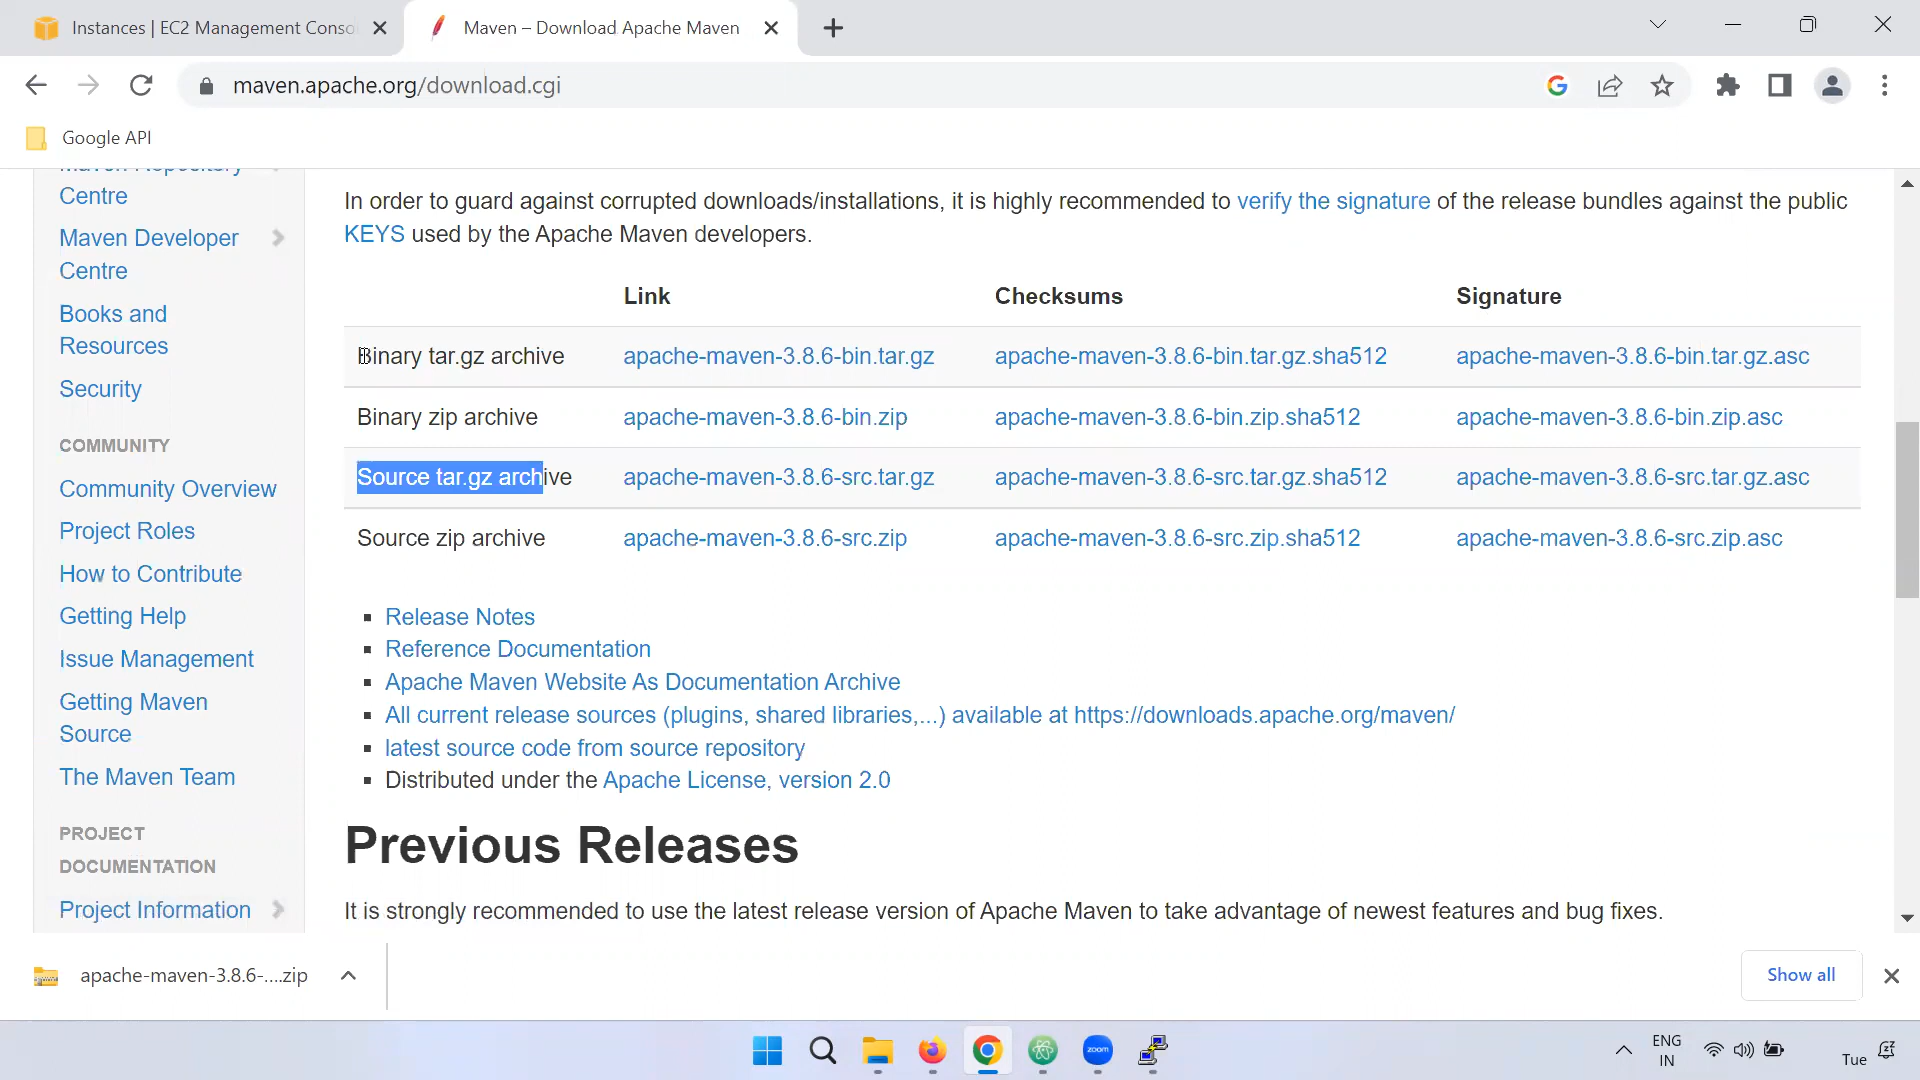 Instances | EC2 Management Conso
Maven – Download Apache Maven
maven.apache.org/download.cgi
Google API
Maven Repository
Centre
Maven Developer
Centre
Books and
Resources
Security
COMMUNITY
Community Overview
Project Roles
How to Contribute
Getting Help
Issue Management
Getting Maven
Source
The Maven Team
PROJECT
DOCUMENTATION
Project Information
In order to guard against corrupted downloads/installations, it is highly recommended to verify the signature of the release bundles against the public
KEYS used by the Apache Maven developers.
Link Checksums Signature
Binary tar.gz archive apache-maven-3.8.6-bin.tar.gz apache-maven-3.8.6-bin.tar.gz.sha512 apache-maven-3.8.6-bin.tar.gz.asc
Binary zip archive apache-maven-3.8.6-bin.zip apache-maven-3.8.6-bin.zip.sha512 apache-maven-3.8.6-bin.zip.asc
Source tar.gz archive apache-maven-3.8.6-src.tar.gz apache-maven-3.8.6-src.tar.gz.sha512 apache-maven-3.8.6-src.tar.gz.asc
Source zip archive apache-maven-3.8.6-src.zip apache-maven-3.8.6-src.zip.sha512 apache-maven-3.8.6-src.zip.asc
Release Notes
Reference Documentation
Apache Maven Website As Documentation Archive
All current release sources (plugins, shared libraries,...) available at https://downloads.apache.org/maven/
latest source code from source repository
Distributed under the Apache License, version 2.0
Previous Releases
It is strongly recommended to use the latest release version of Apache Maven to take advantage of newest features and bug fixes.
apache-maven-3.8.6-....zip
Show all
zoom
ENG
IN
Tue